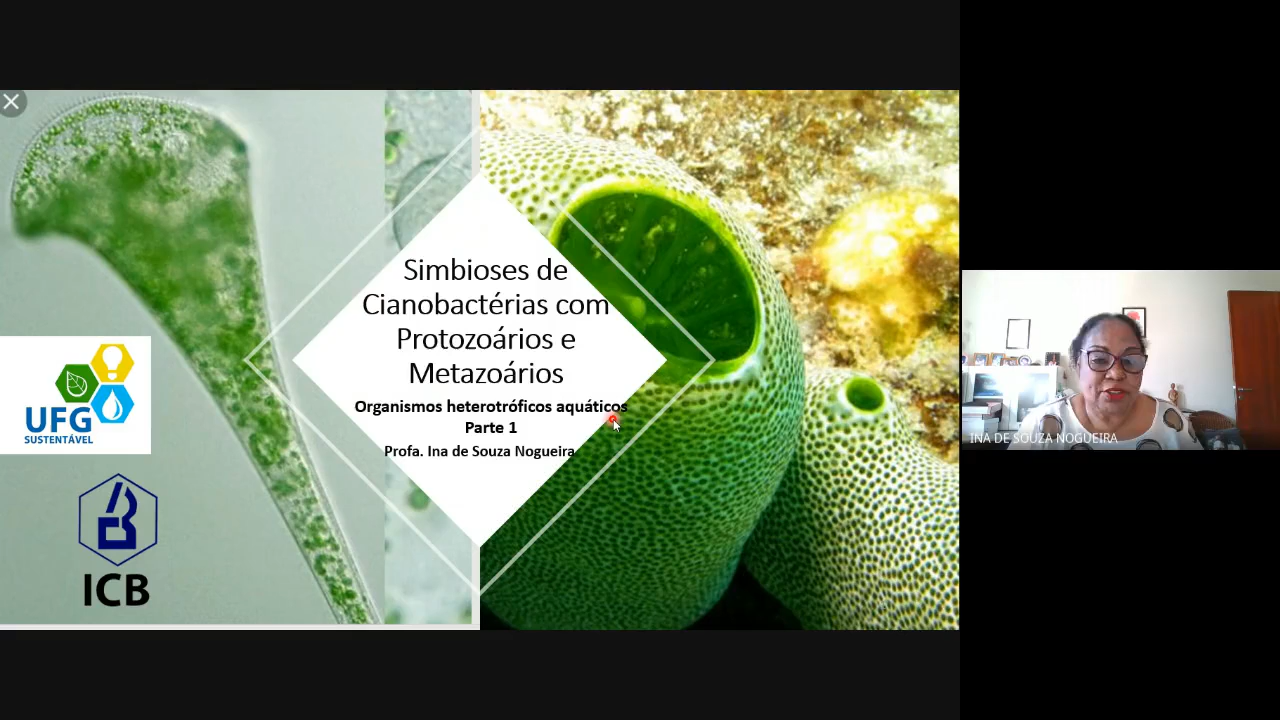 Simbioses de
Cianobactérias com
Protozoários e
Metazoários
Organismos heterotróficos aquáticos
Parte 1
Profa. Ina de Souza Nogueira
UFG
SUSTENTÁVEL
ICB
INA DE SOUZA NOGUEIRA